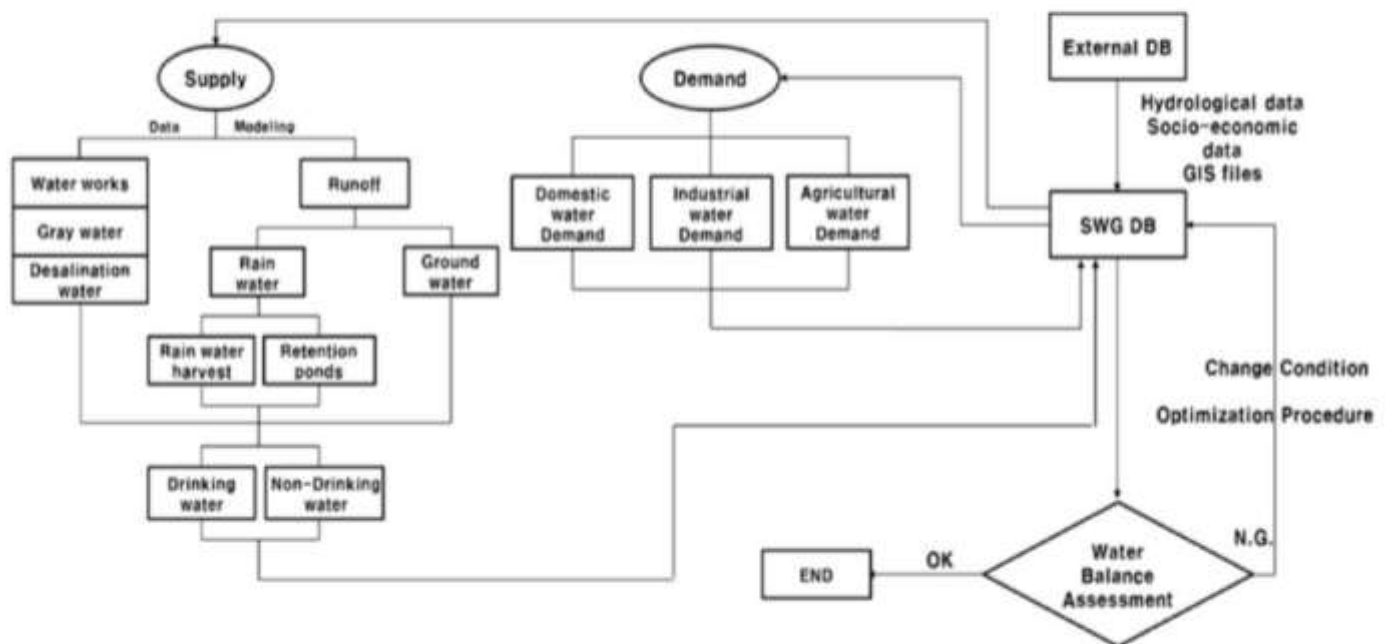 External DB
Supply
Demand
Hydrological data
Socio-economic
data
GIS files
Data
Modeling
Water works
Runoff
Domestic
water
Demand
Industrial
water
Demand
Agricultural
water
Demand
SWG DB
Gray water
Desalination
water
Rain
water
Ground
water
Rain water
harvest
Retention
ponds
Change Condition
Optimization Procedure
Drinking
water
Non-Drinking
water
END
OK
Water
Balance
Assessment
N.G.